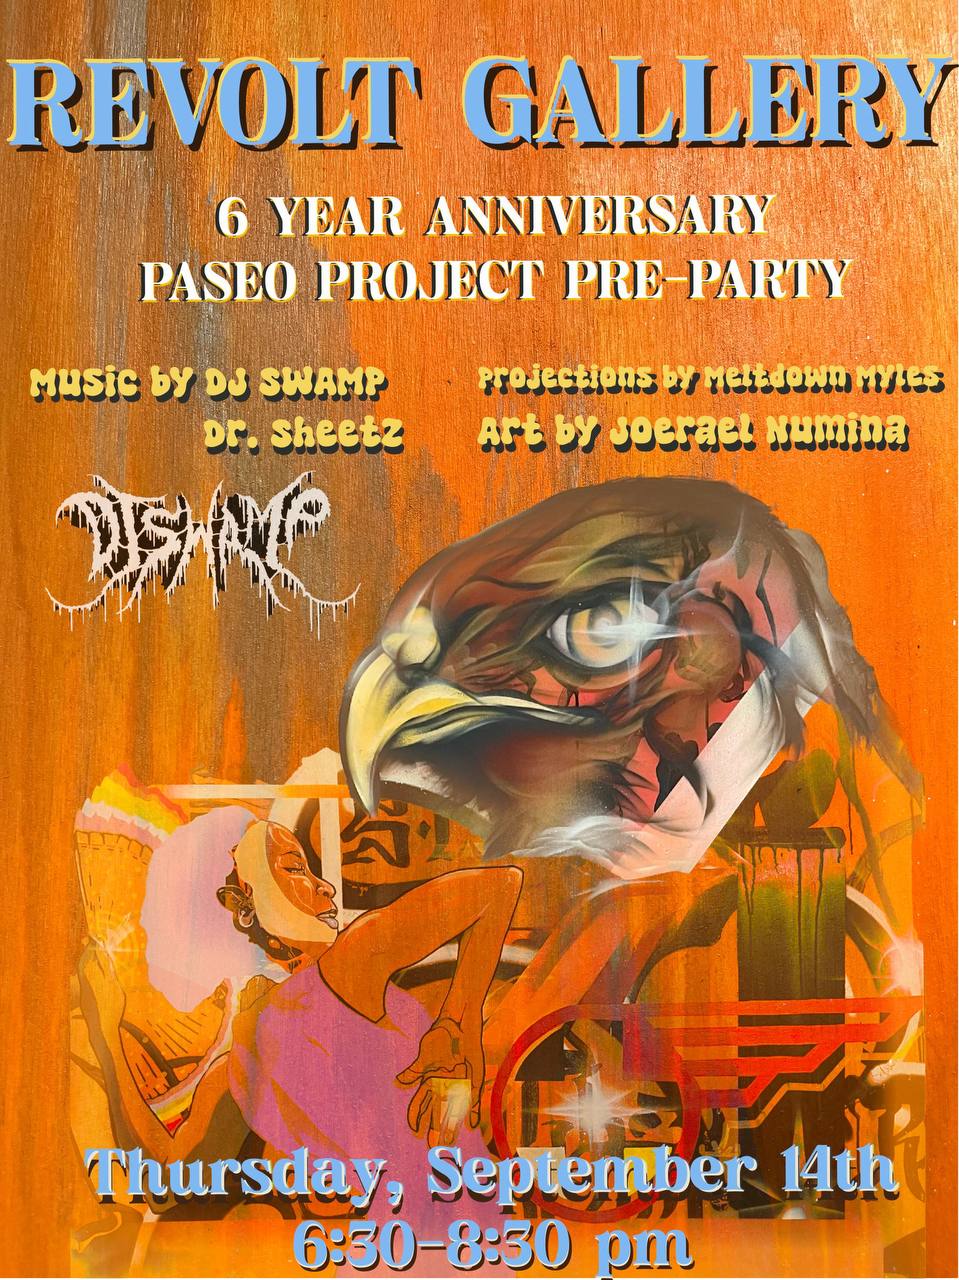 REVOLT GALLERY
6 YEAR ANNIVERSARY
PASEO PROJECT PRE-PARTY
Music by DJ SWAMP
Dr. Sheetz
Projections by Meltdown Myles
Art by Joerael Numina
DJ SWAMP
Thursday, September 14th
6:30-8:30 pm